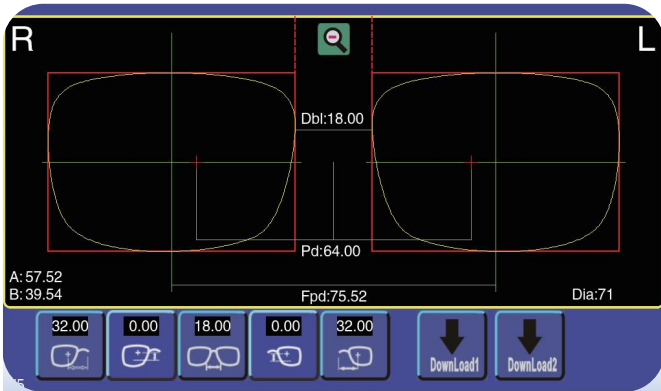 R L
Dbl:18.00
Pd:64.00
A:57.52
B:39.54 Fpd:75.52 Dia:71
32.00 0.00 18.00 0.00 32.00
DownLoad1 DownLoad2